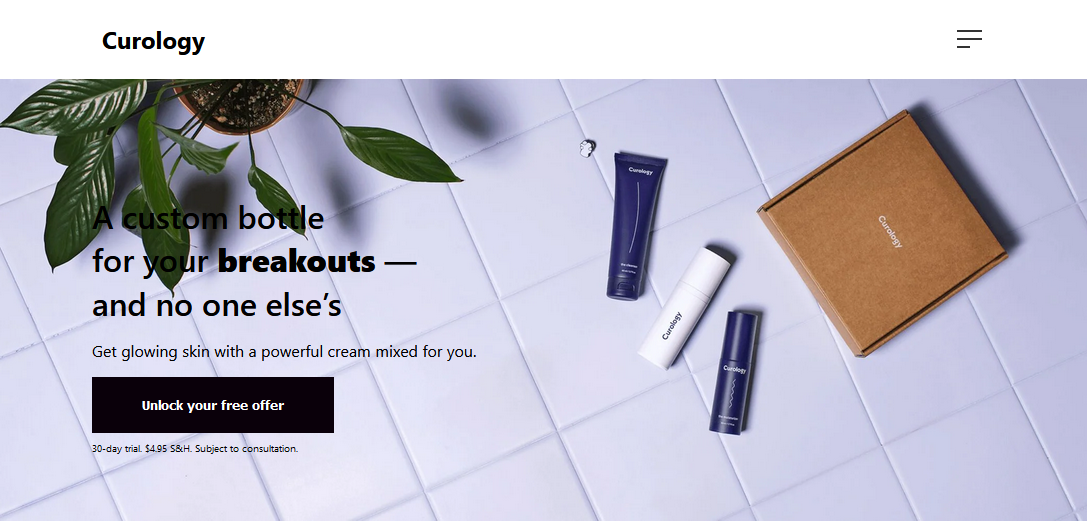 Curology
A custom bottle
for your breakouts —
and no one else’s
Get glowing skin with a powerful cream mixed for you.
Unlock your free offer
30-day trial. $4.95 S&H. Subject to consultation.
Curology
Curology
Curology
Curology